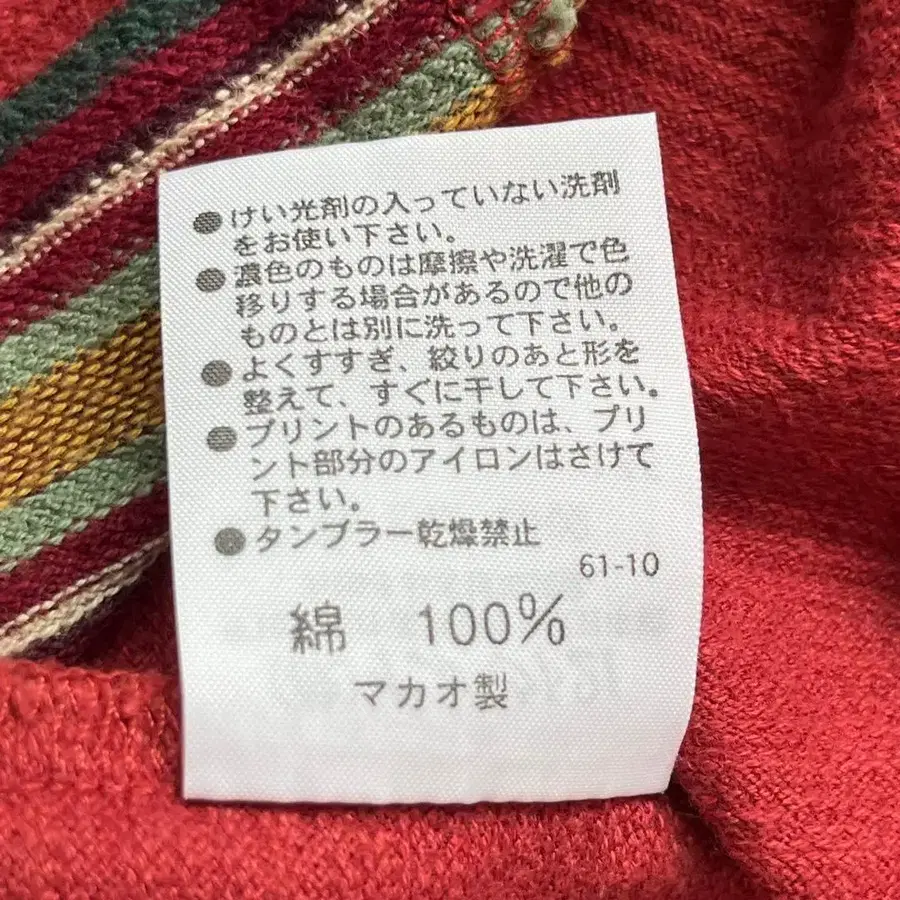 ●けい光剤の入っていない洗剤
をお使い下さい。
●濃色のものは摩擦や洗濯で色
移りする場合があるので他の
ものとは別に洗って下さい。
●よくすすぎ、絞りのあと形を
整えて、すぐに干して下さい。
●プリントのあるものは、プリ
ント部分のアイロンはさけて
下さい。
●タンブラー乾燥禁止
61-10
綿 100%
マカオ製